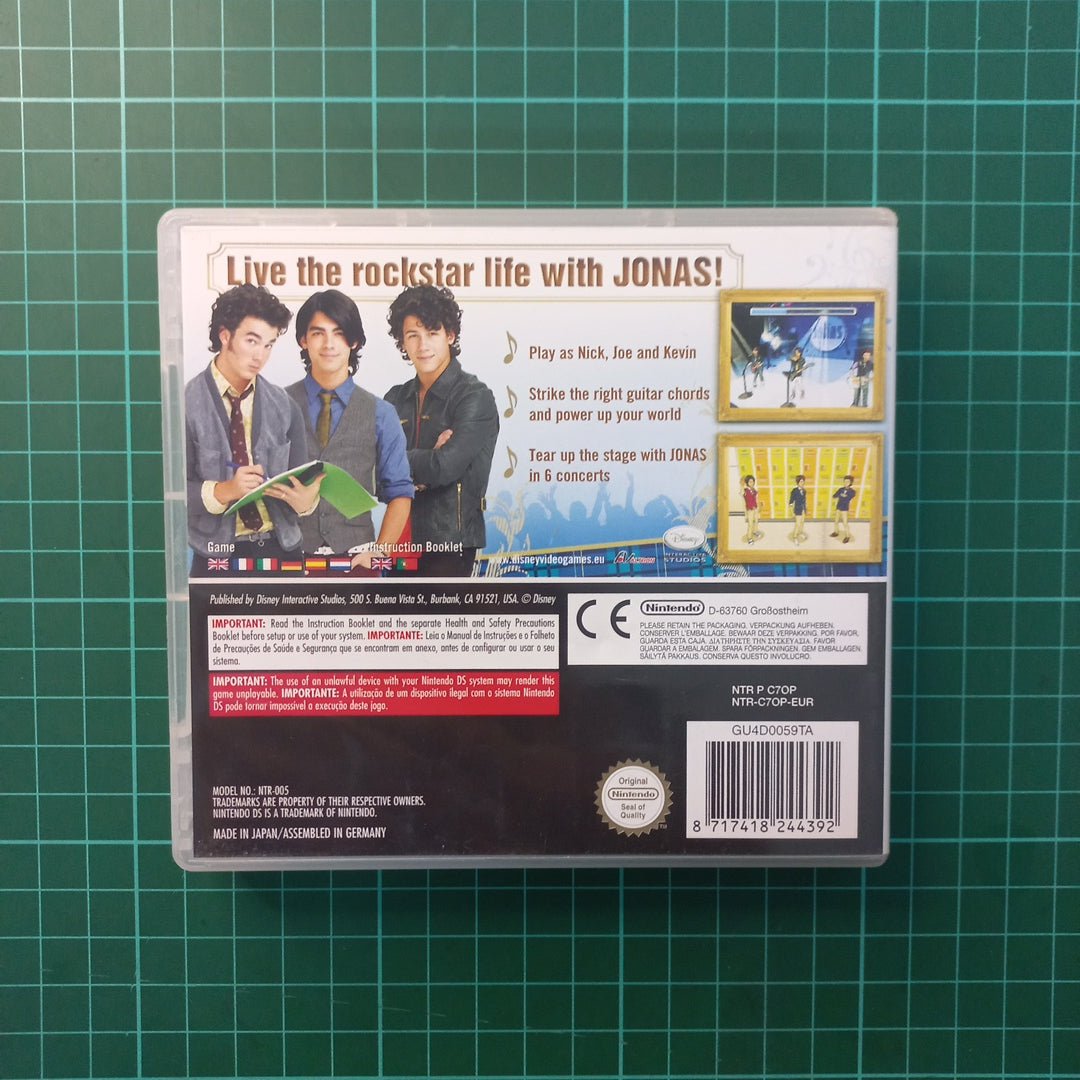 Live the rockstar life with JONAS!
Play as Nick, Joe and Kevin
Strike the right guitar chords
and power up your world
Tear up the stage with JONAS
in 6 concerts
Game
Instruction Booklet
www.disneyvideogames.eu
Disney
INTERACTIVE
STUDIOS
Published by Disney Interactive Studios, 500 S. Buena Vista St., Burbank, CA 91521, USA. © Disney
IMPORTANT: Read the Instruction Booklet and the separate Health and Safety Precautions
Booklet before setup or use of your system. IMPORTANTE: Leia o Manual de Instruções e o Folheto
de Precauções de Saúde e Segurança que se encontram em anexo, antes de configurar ou usar o seu
sistema.
IMPORTANT: The use of an unlawful device with your Nintendo DS system may render this
game unplayable. IMPORTANTE: A utilização de um dispositivo ilegal com o sistema Nintendo
DS pode tornar impossível a execução deste jogo.
CE
Nintendo D-63760 Großostheim
PLEASE RETAIN THE PACKAGING. VERPACKUNG AUFHEBEN.
CONSERVER L'EMBALLAGE. BEWAAR DEZE VERPAKKING. POR FAVOR,
GUARDA ESTA CAJA. ΔΙΑΤΗΡΗΣΤΕ ΤΗΝ ΣΥΣΚΕΥΑΣΙΑ. FAVOR
GUARDAR A EMBALAGEM. SPARA FÖRPACKNINGEN. GEM EMBALLAGEN.
SÄILYTÄ PAKKAUS. CONSERVA QUESTO INVOLUCRO.
NTR P C7OP
NTR-C7OP-EUR
GU4D0059TA
8 717418 244392
Original
Nintendo
Seal of
Quality
TM
MODEL NO.: NTR-005
TRADEMARKS ARE PROPERTY OF THEIR RESPECTIVE OWNERS.
NINTENDO DS IS A TRADEMARK OF NINTENDO.
MADE IN JAPAN/ASSEMBLED IN GERMANY